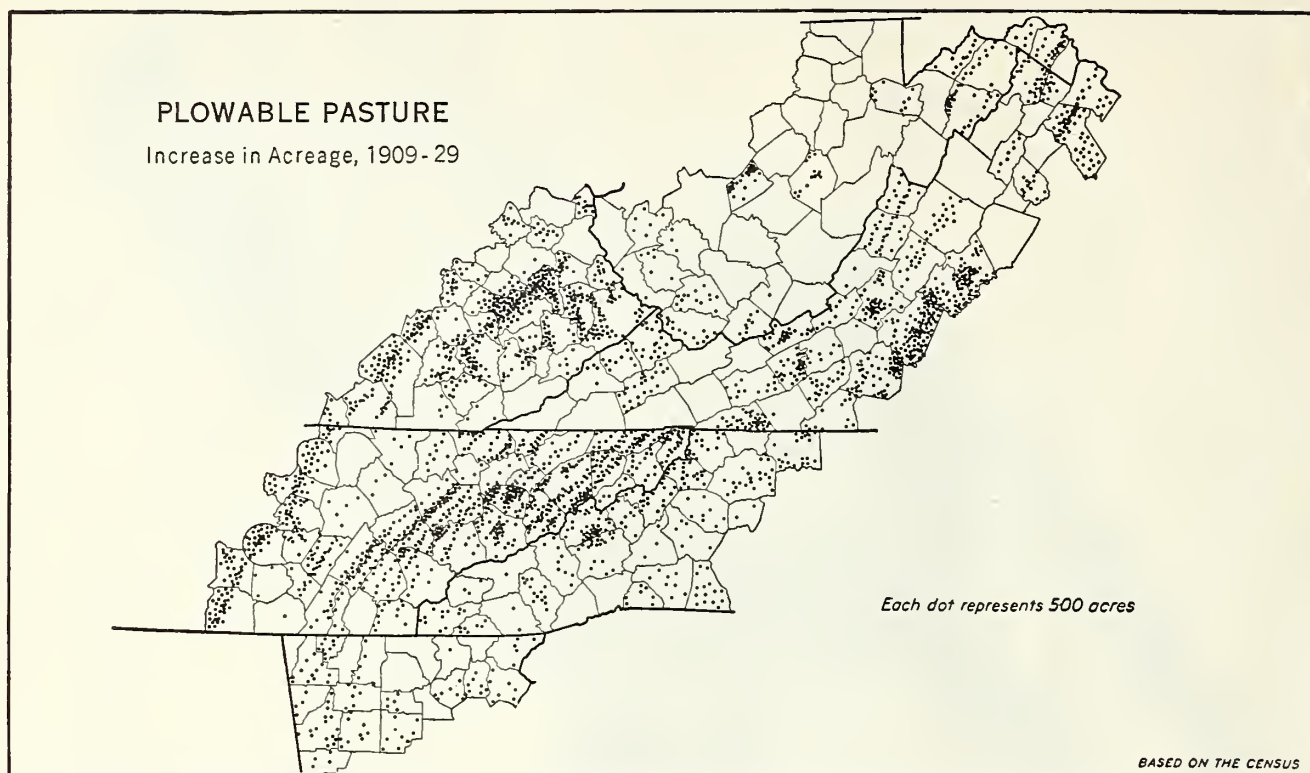 PLOWABLE PASTURE
Increase in Acreage, 1909-29
Each dot represents 500 acres
BASED ON THE CENSUS